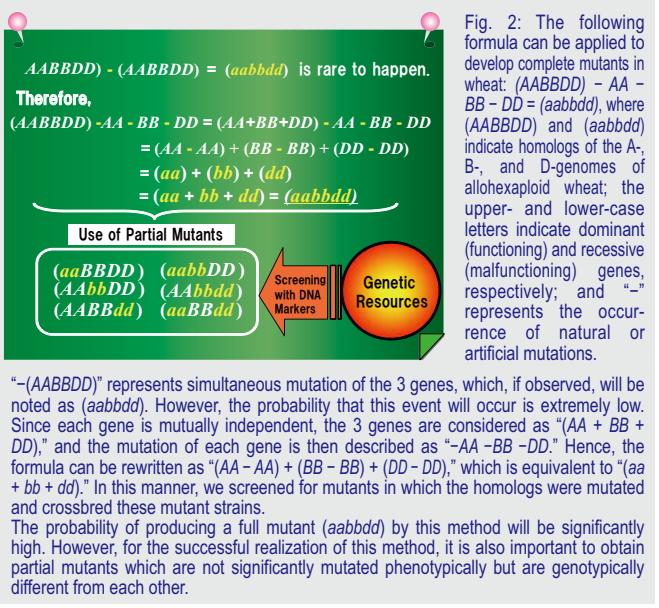 AABBDD) - (AABBDD) = (aabbdd) is rare to happen.
Therefore,
(AABBDD) -AA - BB - DD = (AA+BB+DD) - AA - BB - DD
= (AA - AA) + (BB - BB) + (DD - DD)
= (aa) + (bb) + (dd)
= (aa + bb + dd) = (aabbdd)
Use of Partial Mutants
(aaBBDD) (aabbDD)
(AAbbDD) (AAbbdd)
(AABBdd) (aaBBdd)
Screening
with DNA
Markers
Genetic
Resources
Fig. 2: The following
formula can be applied to
develop complete mutants in
wheat: (AABBDD) − AA −
BB − DD = (aabbdd), where
(AABBDD) and (aabbdd)
indicate homologs of the A-,
B-, and D-genomes of
allohexaploid wheat; the
upper- and lower-case
letters indicate dominant
(functioning) and recessive
(malfunctioning) genes,
respectively; and “−”
represents the occur-
rence of natural or
artificial mutations.
“−(AABBDD)” represents simultaneous mutation of the 3 genes, which, if observed, will be
noted as (aabbdd). However, the probability that this event will occur is extremely low.
Since each gene is mutually independent, the 3 genes are considered as “(AA + BB +
DD),” and the mutation of each gene is then described as “−AA −BB −DD.” Hence, the
formula can be rewritten as “(AA − AA) + (BB − BB) + (DD − DD),” which is equivalent to “(aa
+ bb + dd).” In this manner, we screened for mutants in which the homologs were mutated
and crossbred these mutant strains.
The probability of producing a full mutant (aabbdd) by this method will be significantly
high. However, for the successful realization of this method, it is also important to obtain
partial mutants which are not significantly mutated phenotypically but are genotypically
different from each other.